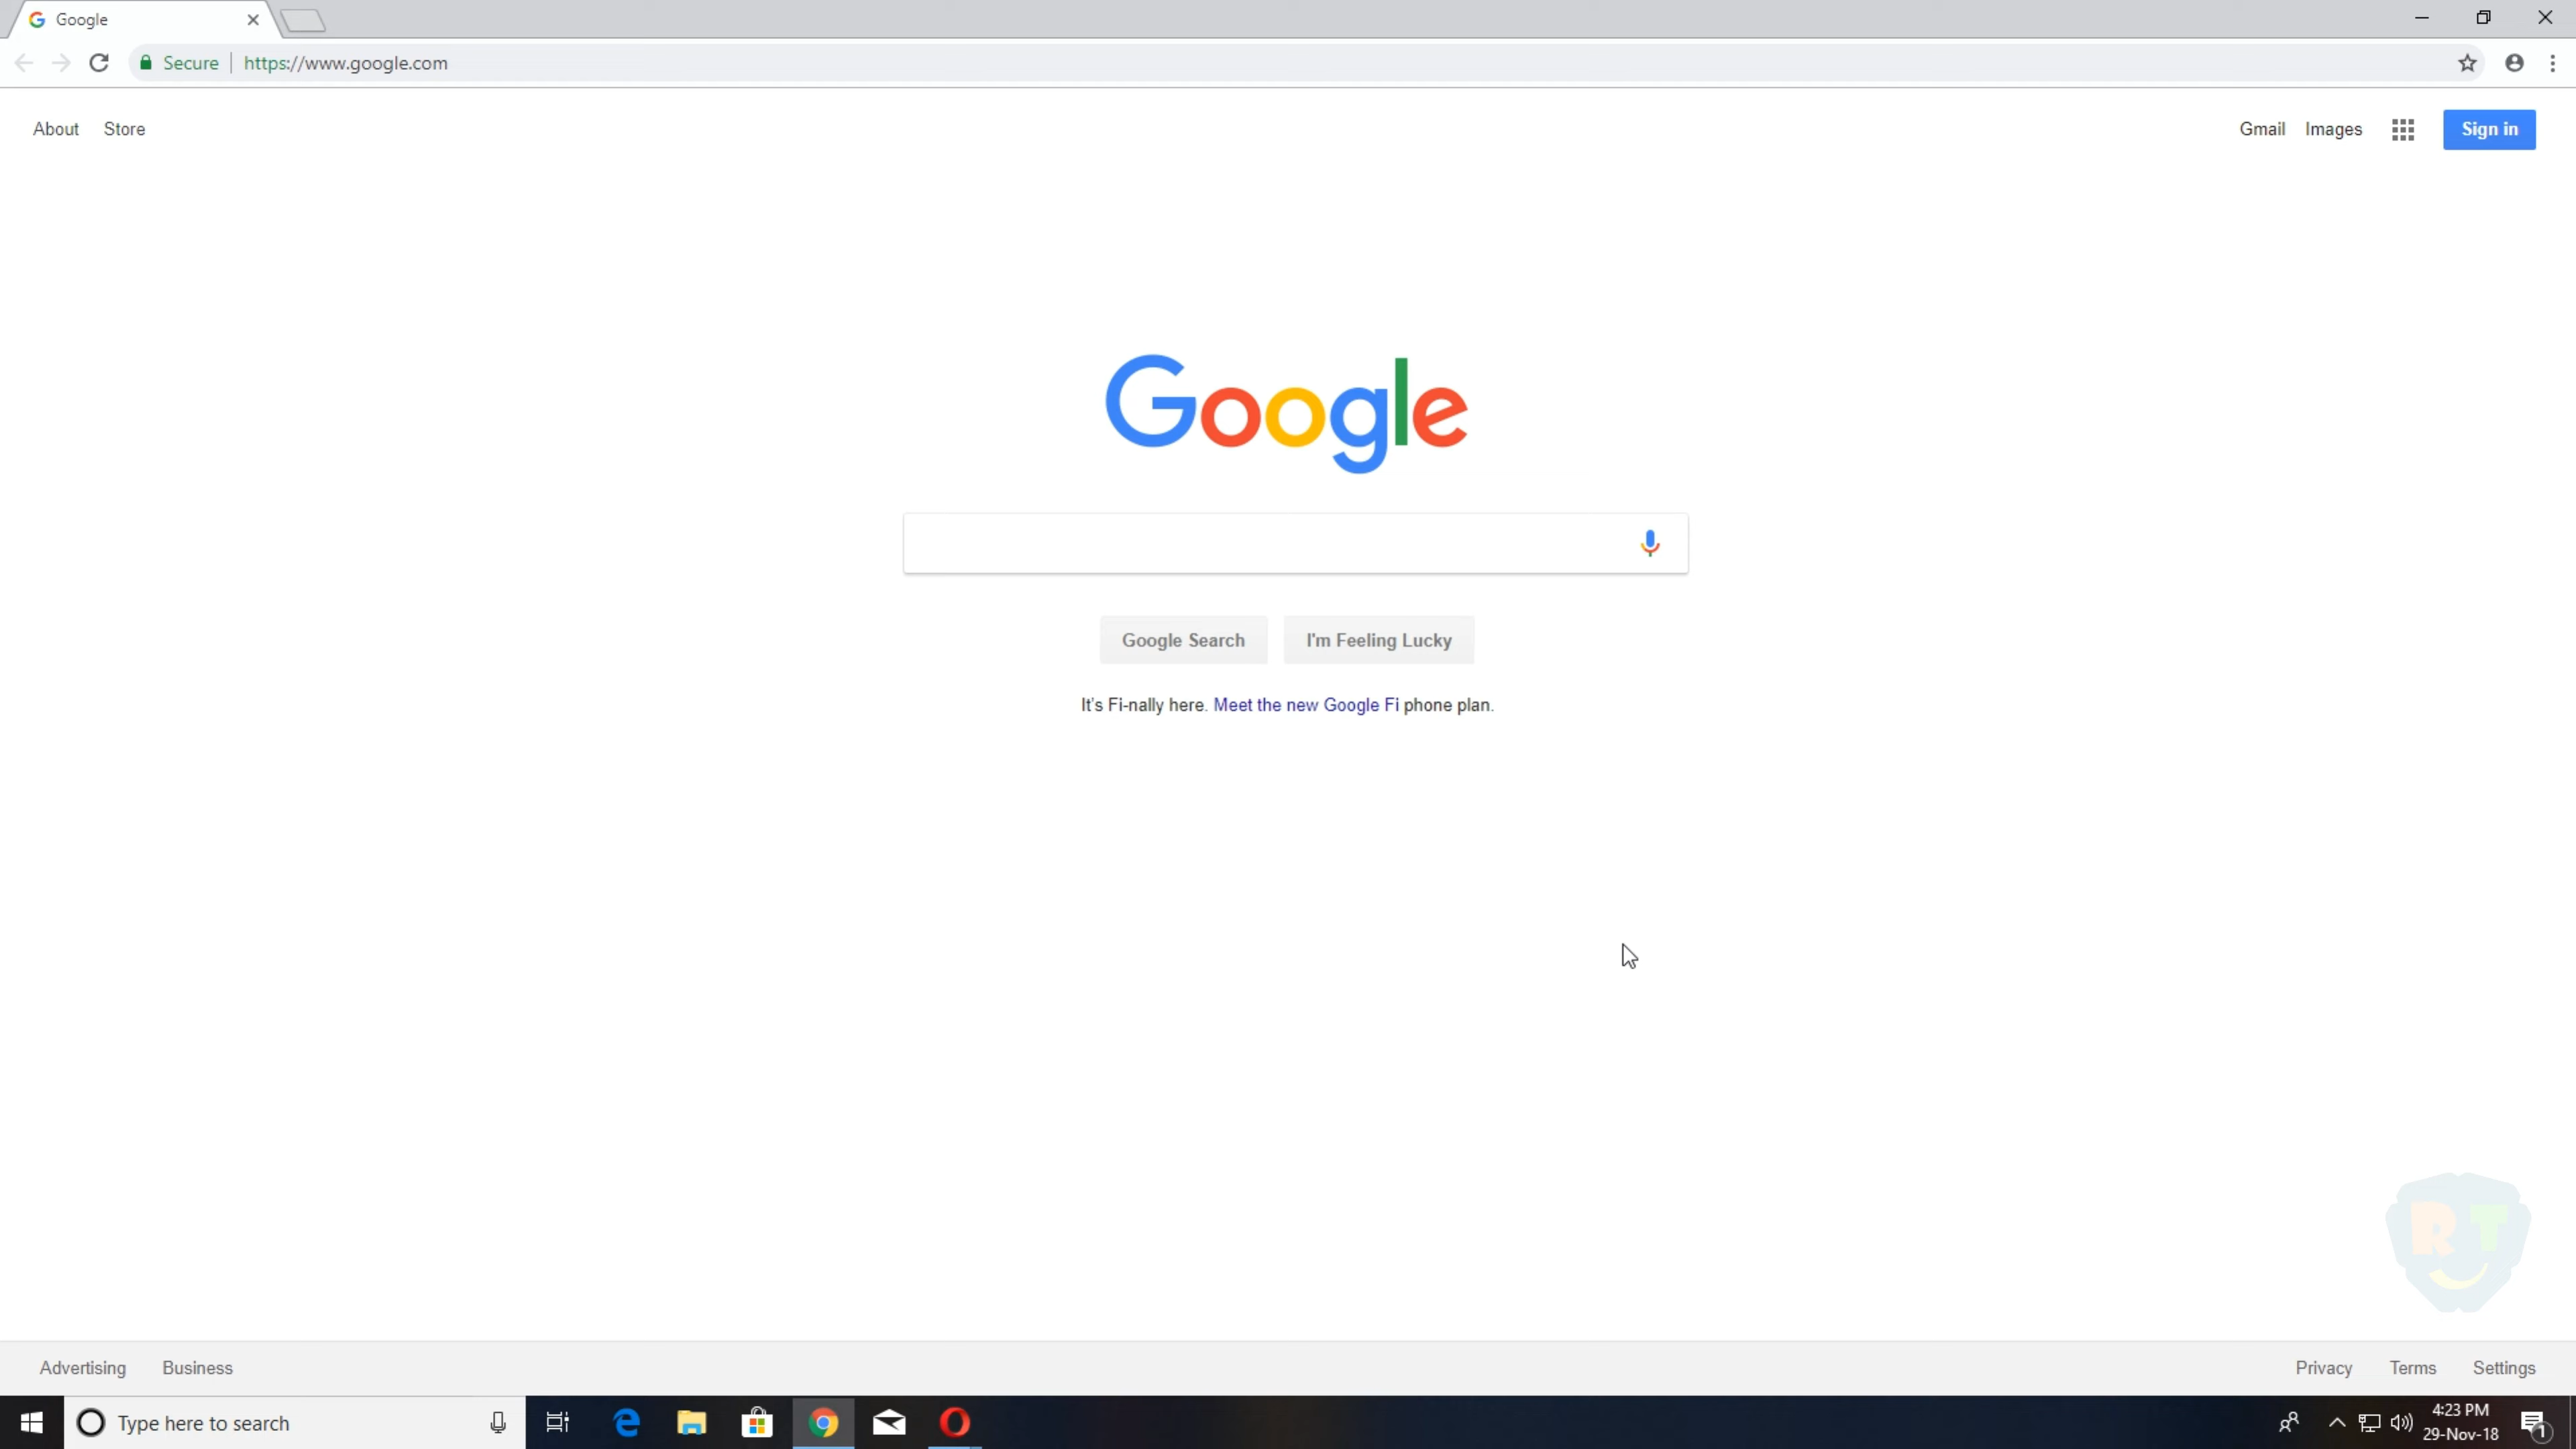 Google
Secure | https://www.google.com
About Store Gmail Images Sign in
Google
Google Search I'm Feeling Lucky
It's Fi-nally here. Meet the new Google Fi phone plan.
RT
Advertising Business Privacy Terms Settings
Type here to search
4:23 PM
29-Nov-18
1